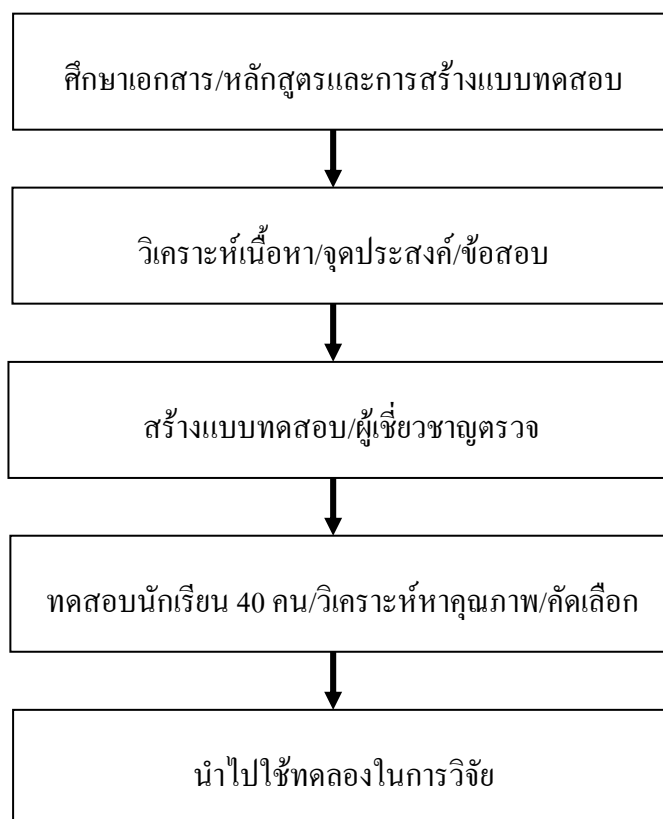 ศึกษาเอกสาร/หลักสูตรและการสร้างแบบทดสอบ
วิเคราะห์เนื้อหา/จุดประสงค์/ข้อสอบ
สร้างแบบทดสอบ/ผู้เชี่ยวชาญตรวจ
ทดสอบนักเรียน 40 คน/วิเคราะห์หาคุณภาพ/คัดเลือก
นำไปใช้ทดลองในการวิจัย